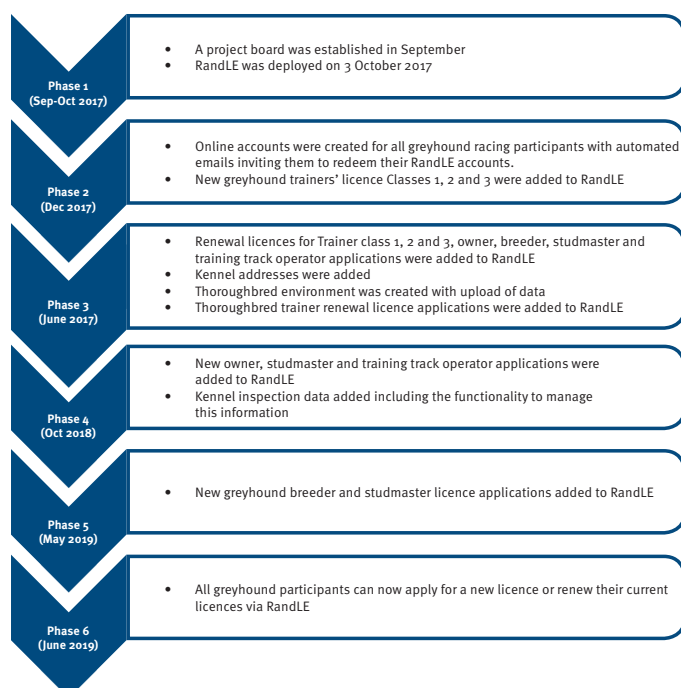 Phase 1
(Sep-Oct 2017)
• A project board was established in September
• RandLE was deployed on 3 October 2017
Phase 2
(Dec 2017)
• Online accounts were created for all greyhound racing participants with automated
emails inviting them to redeem their RandLE accounts.
• New greyhound trainers’ licence Classes 1, 2 and 3 were added to RandLE
Phase 3
(June 2017)
• Renewal licences for Trainer class 1, 2 and 3, owner, breeder, studmaster and
training track operator applications were added to RandLE
• Kennel addresses were added
• Thoroughbred environment was created with upload of data
• Thoroughbred trainer renewal licence applications were added to RandLE
Phase 4
(Oct 2018)
• New owner, studmaster and training track operator applications were
added to RandLE
• Kennel inspection data added including the functionality to manage
this information
Phase 5
(May 2019)
• New greyhound breeder and studmaster licence applications added to RandLE
Phase 6
(June 2019)
• All greyhound participants can now apply for a new licence or renew their current
licences via RandLE